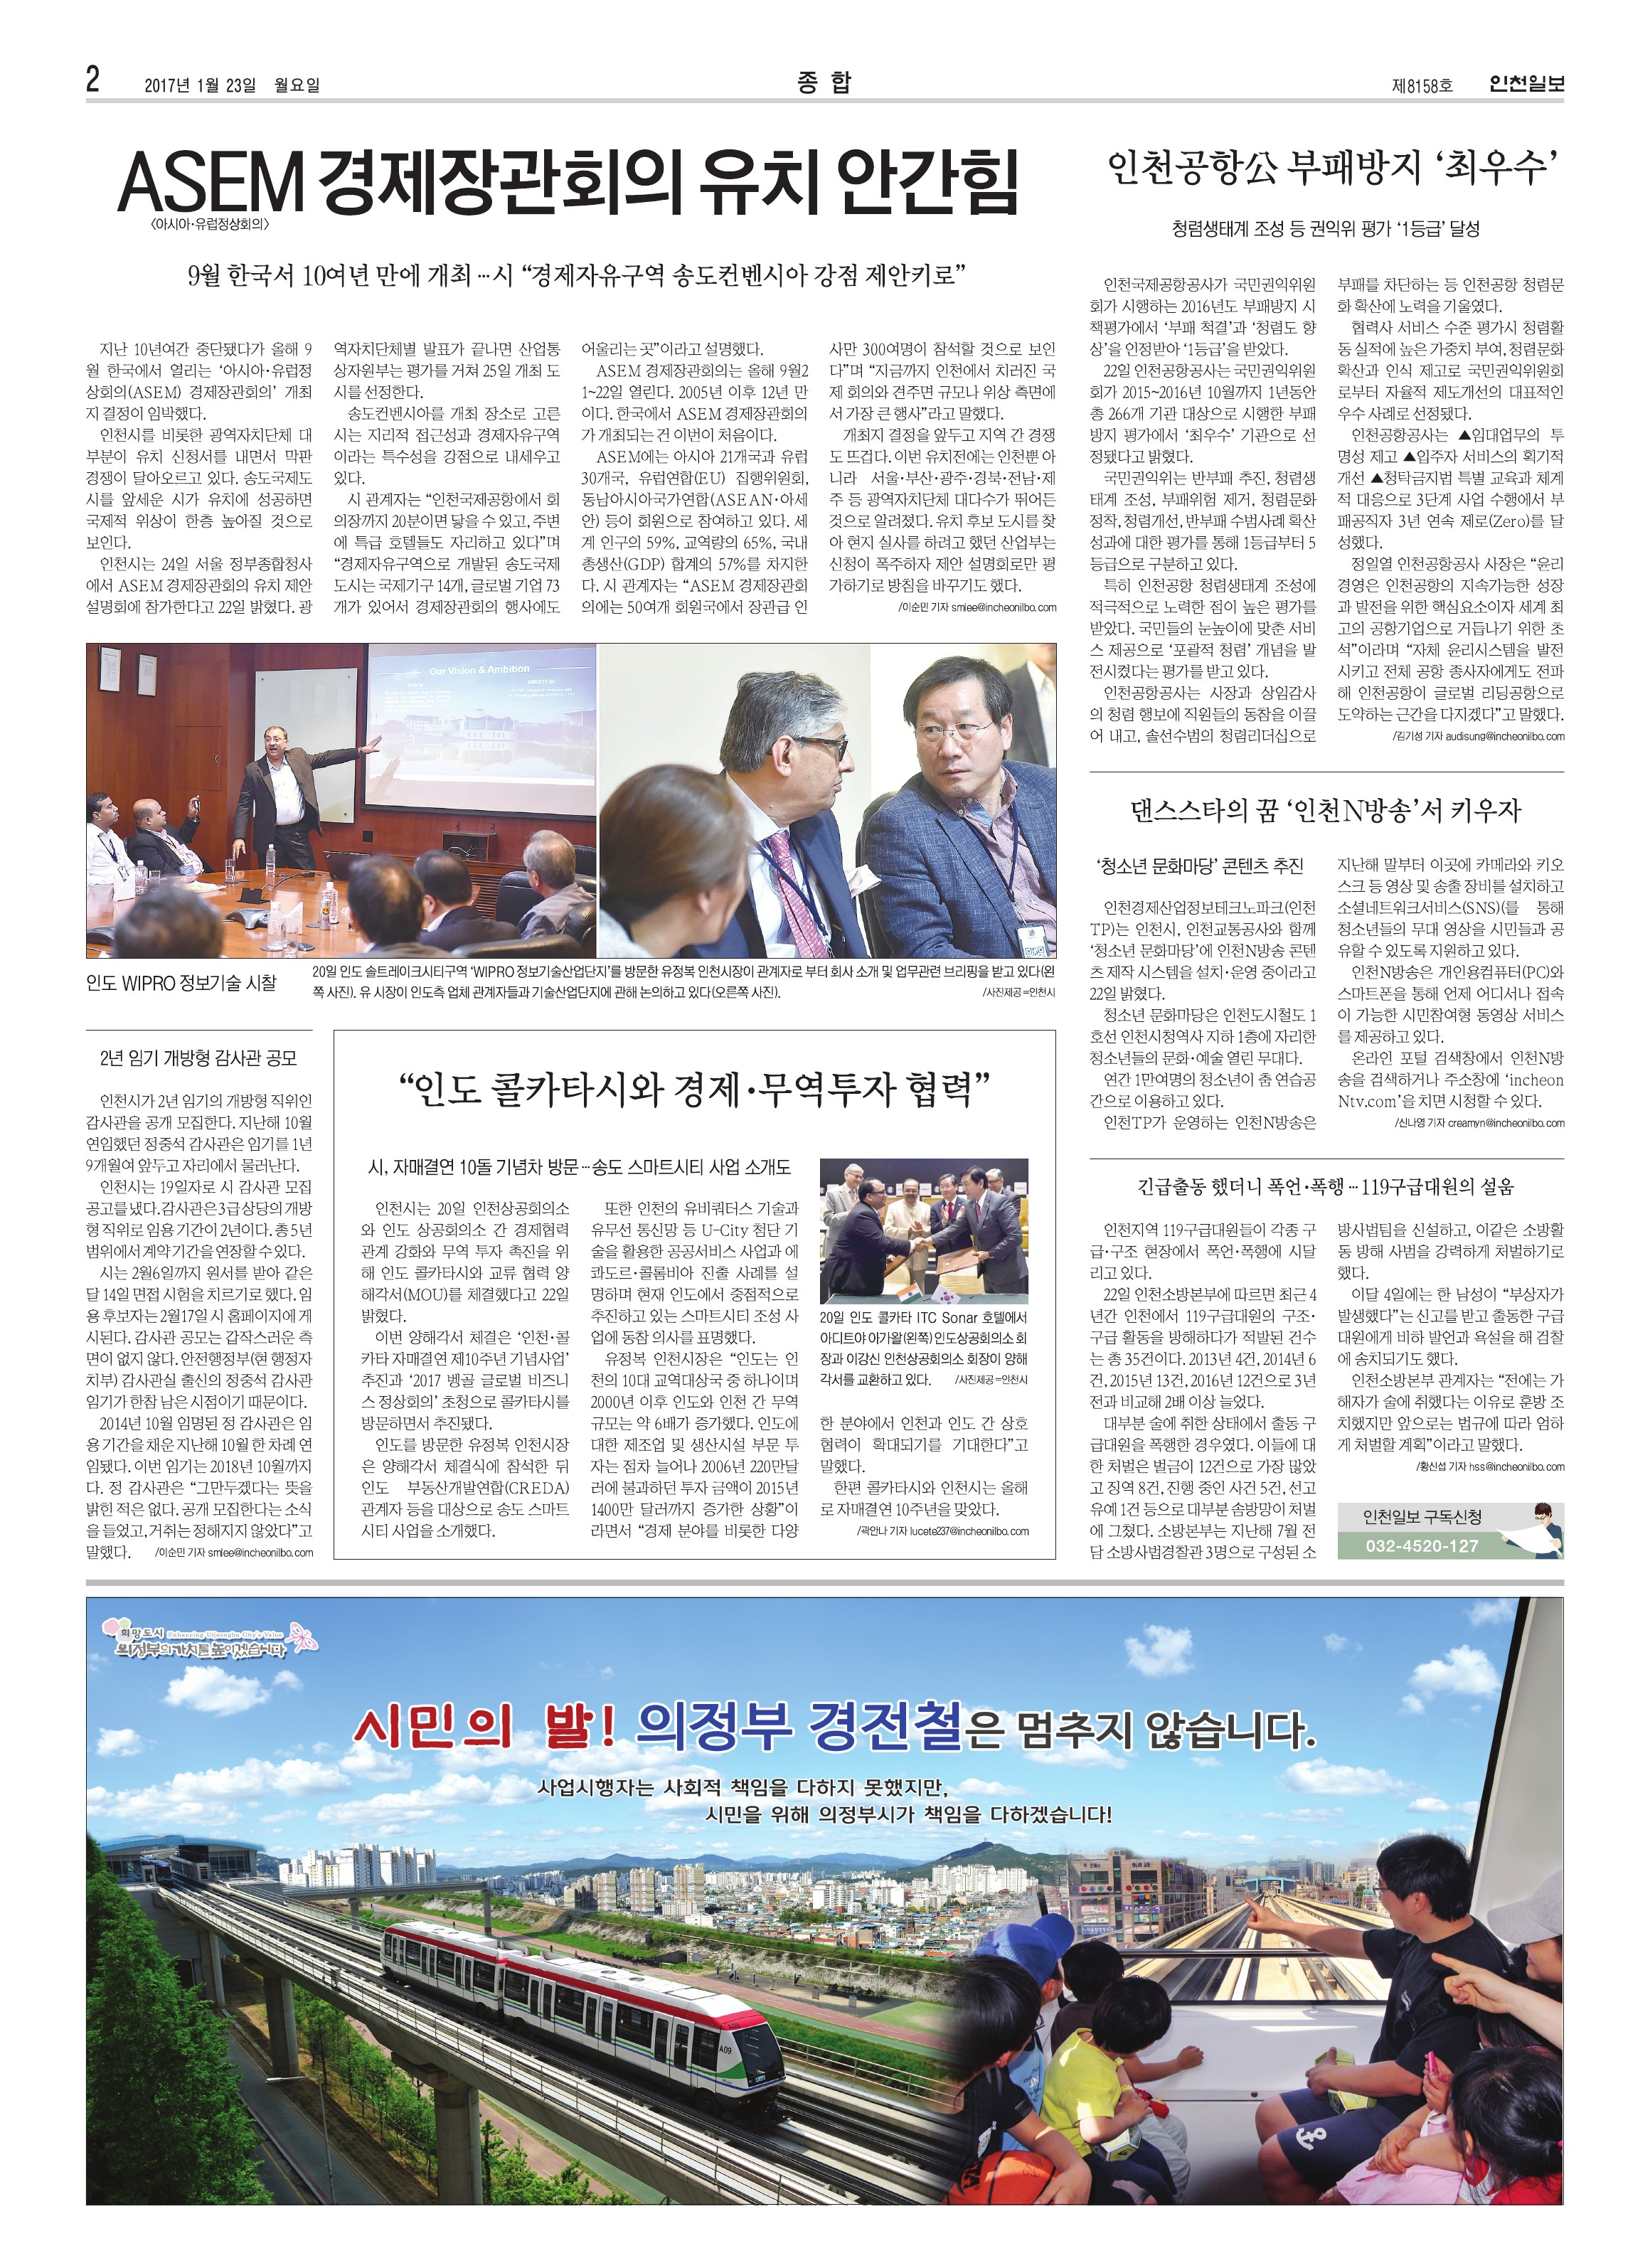 2
2017년 1월 23일 월요일
종 합
제8158호
인천일보
ASEM 경제장관회의 유치 안간힘
〈아시아·유럽정상회의〉
9월 한국서 10여년 만에 개최…시 “경제자유구역 송도컨벤시아 강점 제안키로”
지난 10년여간 중단됐다가 올해 9
월 한국에서 열리는 ‘아시아·유럽정
상회의(ASEM) 경제장관회의’ 개최
지 결정이 임박했다.
인천시를 비롯한 광역자치단체 대
부분이 유치 신청서를 내면서 막판
경쟁이 달아오르고 있다. 송도국제도
시를 앞세운 시가 유치에 성공하면
국제적 위상이 한층 높아질 것으로
보인다.
인천시는 24일 서울 정부종합청사
에서 ASEM 경제장관회의 유치 제안
설명회에 참가한다고 22일 밝혔다. 광
역자치단체별 발표가 끝나면 산업통
상자원부는 평가를 거쳐 25일 개최 도
시를 선정한다.
송도컨벤시아를 개최 장소로 고른
시는 지리적 접근성과 경제자유구역
이라는 특수성을 강점으로 내세우고
있다.
시 관계자는 “인천국제공항에서 회
의장까지 20분이면 닿을 수 있고, 주변
에 특급 호텔들도 자리하고 있다”며
“경제자유구역으로 개발된 송도국제
도시는 국제기구 14개, 글로벌 기업 73
개가 있어서 경제장관회의 행사에도
어울리는 곳”이라고 설명했다.
ASEM 경제장관회의는 올해 9월2
1~22일 열린다. 2005년 이후 12년 만
이다. 한국에서 ASEM 경제장관회의
가 개최되는 건 이번이 처음이다.
ASEM에는 아시아 21개국과 유럽
30개국, 유럽연합(EU) 집행위원회,
동남아시아국가연합(ASEAN·아세
안) 등이 회원으로 참여하고 있다. 세
계 인구의 59%, 교역량의 65%, 국내
총생산(GDP) 합계의 57%를 차지한
다. 시 관계자는 “ASEM 경제장관회
의에는 50여개 회원국에서 장관급 인
사만 300여명이 참석할 것으로 보인
다”며 “지금까지 인천에서 치러진 국
제 회의와 견주면 규모나 위상 측면에
서 가장 큰 행사”라고 말했다.
개최지 결정을 앞두고 지역 간 경쟁
도 뜨겁다. 이번 유치전에는 인천뿐 아
니라 서울·부산·광주·경북·전남·제
주 등 광역자치단체 대다수가 뛰어든
것으로 알려졌다. 유치 후보 도시를 찾
아 현지 실사를 하려고 했던 산업부는
신청이 폭주하자 제안 설명회로만 평
가하기로 방침을 바꾸기도 했다.
/이순민 기자 smlee@incheonilbo.com
Our Vision & Ambition
AMBITION
인도 WIPRO 정보기술 시찰
20일 인도 솔트레이크시티구역 ‘WIPRO 정보기술산업단지’를 방문한 유정복 인천시장이 관계자로 부터 회사 소개 및 업무관련 브리핑을 받고 있다(왼
쪽 사진). 유 시장이 인도측 업체 관계자들과 기술산업단지에 관해 논의하고 있다(오른쪽 사진).
/사진제공=인천시
2년 임기 개방형 감사관 공모
인천시가 2년 임기의 개방형 직위인
감사관을 공개 모집한다. 지난해 10월
연임했던 정중석 감사관은 임기를 1년
9개월여 앞두고 자리에서 물러난다.
인천시는 19일자로 시 감사관 모집
공고를 냈다. 감사관은 3급 상당의 개방
형 직위로 임용 기간이 2년이다. 총 5년
범위에서 계약 기간을 연장할 수 있다.
시는 2월6일까지 원서를 받아 같은
달 14일 면접 시험을 치르기로 했다. 임
용 후보자는 2월17일 시 홈페이지에 게
시된다. 감사관 공모는 갑작스러운 측
면이 없지 않다. 안전행정부(현 행정자
치부) 감사관실 출신의 정중석 감사관
임기가 한참 남은 시점이기 때문이다.
2014년 10월 임명된 정 감사관은 임
용 기간을 채운 지난해 10월 한 차례 연
임됐다. 이번 임기는 2018년 10월까지
다. 정 감사관은 “그만두겠다는 뜻을
밝힌 적은 없다. 공개 모집한다는 소식
을 들었고, 거취는 정해지지 않았다”고
말했다. /이순민 기자 smlee@incheonilbo.com
“인도 콜카타시와 경제·무역투자 협력”
시, 자매결연 10돌 기념차 방문…송도 스마트시티 사업 소개도
인천시는 20일 인천상공회의소
와 인도 상공회의소 간 경제협력
관계 강화와 무역 투자 촉진을 위
해 인도 콜카타시와 교류 협력 양
해각서(MOU)를 체결했다고 22일
밝혔다.
이번 양해각서 체결은 ‘인천·콜
카타 자매결연 제10주년 기념사업’
추진과 ‘2017 벵골 글로벌 비즈니
스 정상회의’ 초청으로 콜카타시를
방문하면서 추진됐다.
인도를 방문한 유정복 인천시장
은 양해각서 체결식에 참석한 뒤
인도 부동산개발연합(CREDA)
관계자 등을 대상으로 송도 스마트
시티 사업을 소개했다.
또한 인천의 유비쿼터스 기술과
유무선 통신망 등 U-City 첨단 기
술을 활용한 공공서비스 사업과 에
콰도르·콜롬비아 진출 사례를 설
명하며 현재 인도에서 중점적으로
추진하고 있는 스마트시티 조성 사
업에 동참 의사를 표명했다.
유정복 인천시장은 “인도는 인
천의 10대 교역대상국 중 하나이며
2000년 이후 인도와 인천 간 무역
규모는 약 6배가 증가했다. 인도에
대한 제조업 및 생산시설 부문 투
자는 점차 늘어나 2006년 220만달
러에 불과하던 투자 금액이 2015년
1400만 달러까지 증가한 상황”이
라면서 “경제 분야를 비롯한 다양
20일 인도 콜카타 ITC Sonar 호텔에서
아디트야 아가왈(왼쪽) 인도상공회의소 회
장과 이강신 인천상공회의소 회장이 양해
각서를 교환하고 있다. /사진제공=인천시
한 분야에서 인천과 인도 간 상호
협력이 확대되기를 기대한다”고
말했다.
한편 콜카타시와 인천시는 올해
로 자매결연 10주년을 맞았다.
/곽안나 기자 lucete237@incheonilbo.com
인천공항公 부패방지 ‘최우수’
청렴생태계 조성 등 권익위 평가 ‘1등급’ 달성
인천국제공항공사가 국민권익위원
회가 시행하는 2016년도 부패방지 시
책평가에서 ‘부패 척결’과 ‘청렴도 향
상’을 인정받아 ‘1등급’을 받았다.
22일 인천공항공사는 국민권익위원
회가 2015~2016년 10월까지 1년동안
총 266개 기관 대상으로 시행한 부패
방지 평가에서 ‘최우수’ 기관으로 선
정됐다고 밝혔다.
국민권익위는 반부패 추진, 청렴생
태계 조성, 부패위험 제거, 청렴문화
정착, 청렴개선, 반부패 수범사례 확산
성과에 대한 평가를 통해 1등급부터 5
등급으로 구분하고 있다.
특히 인천공항 청렴생태계 조성에
적극적으로 노력한 점이 높은 평가를
받았다. 국민들의 눈높이에 맞춘 서비
스 제공으로 ‘포괄적 청렴’ 개념을 발
전시켰다는 평가를 받고 있다.
인천공항공사는 사장과 상임감사
의 청렴 행보에 직원들의 동참을 이끌
어 내고, 솔선수범의 청렴리더십으로
부패를 차단하는 등 인천공항 청렴문
화 확산에 노력을 기울였다.
협력사 서비스 수준 평가시 청렴활
동 실적에 높은 가중치 부여, 청렴문화
확산과 인식 제고로 국민권익위원회
로부터 자율적 제도개선의 대표적인
우수 사례로 선정됐다.
인천공항공사는 ▲임대업무의 투
명성 제고 ▲입주자 서비스의 획기적
개선 ▲청탁금지법 특별 교육과 체계
적 대응으로 3단계 사업 수행에서 부
패공직자 3년 연속 제로(Zero)를 달
성했다.
정일열 인천공항공사 사장은 “윤리
경영은 인천공항의 지속가능한 성장
과 발전을 위한 핵심요소이자 세계 최
고의 공항기업으로 거듭나기 위한 초
석”이라며 “자체 윤리시스템을 발전
시키고 전체 공항 종사자에게도 전파
해 인천공항이 글로벌 리딩공항으로
도약하는 근간을 다지겠다”고 말했다.
/김기성 기자 audisung@incheonilbo.com
댄스스타의 꿈 ‘인천N방송’서 키우자
‘청소년 문화마당’ 콘텐츠 추진
인천경제산업정보테크노파크(인천
TP)는 인천시, 인천교통공사와 함께
‘청소년 문화마당’에 인천N방송 콘텐
츠 제작 시스템을 설치·운영 중이라고
22일 밝혔다.
청소년 문화마당은 인천도시철도 1
호선 인천시청역사 지하 1층에 자리한
청소년들의 문화·예술 열린 무대다.
연간 1만여명의 청소년이 춤 연습공
간으로 이용하고 있다.
인천TP가 운영하는 인천N방송은
지난해 말부터 이곳에 카메라와 키오
스크 등 영상 및 송출 장비를 설치하고
소셜네트워크서비스(SNS)(를 통해
청소년들의 무대 영상을 시민들과 공
유할 수 있도록 지원하고 있다.
인천N방송은 개인용컴퓨터(PC)와
스마트폰을 통해 언제 어디서나 접속
이 가능한 시민참여형 동영상 서비스
를 제공하고 있다.
온라인 포털 검색창에서 인천N방
송을 검색하거나 주소창에 ‘incheon
Ntv.com’을 치면 시청할 수 있다.
/신나영 기자 creamyn@incheonilbo.com
긴급출동 했더니 폭언·폭행…119구급대원의 설움
인천지역 119구급대원들이 각종 구
급·구조 현장에서 폭언·폭행에 시달
리고 있다.
22일 인천소방본부에 따르면 최근 4
년간 인천에서 119구급대원의 구조·
구급 활동을 방해하다가 적발된 건수
는 총 35건이다. 2013년 4건, 2014년 6
건, 2015년 13건, 2016년 12건으로 3년
전과 비교해 2배 이상 늘었다.
대부분 술에 취한 상태에서 출동 구
급대원을 폭행한 경우였다. 이들에 대
한 처벌은 벌금이 12건으로 가장 많았
고 징역 8건, 진행 중인 사건 5건, 선고
유예 1건 등으로 대부분 솜방망이 처벌
에 그쳤다. 소방본부는 지난해 7월 전
담 소방사법경찰관 3명으로 구성된 소
방사법팀을 신설하고, 이같은 소방활
동 방해 사범을 강력하게 처벌하기로
했다.
이달 4일에는 한 남성이 “부상자가
발생했다”는 신고를 받고 출동한 구급
대원에게 비하 발언과 욕설을 해 검찰
에 송치되기도 했다.
인천소방본부 관계자는 “전에는 가
해자가 술에 취했다는 이유로 훈방 조
치했지만 앞으로는 법규에 따라 엄하
게 처벌할 계획”이라고 말했다.
/황신섭 기자 hss@incheonilbo.com
인천일보 구독신청
032-4520-127
희망도시 Enhancing Uijeongbu City's Value
의정부의 가치를 높이겠습니다
시민의 발! 의정부 경전철은 멈추지 않습니다.
사업시행자는 사회적 책임을 다하지 못했지만,
시민을 위해 의정부시가 책임을 다하겠습니다!
A09